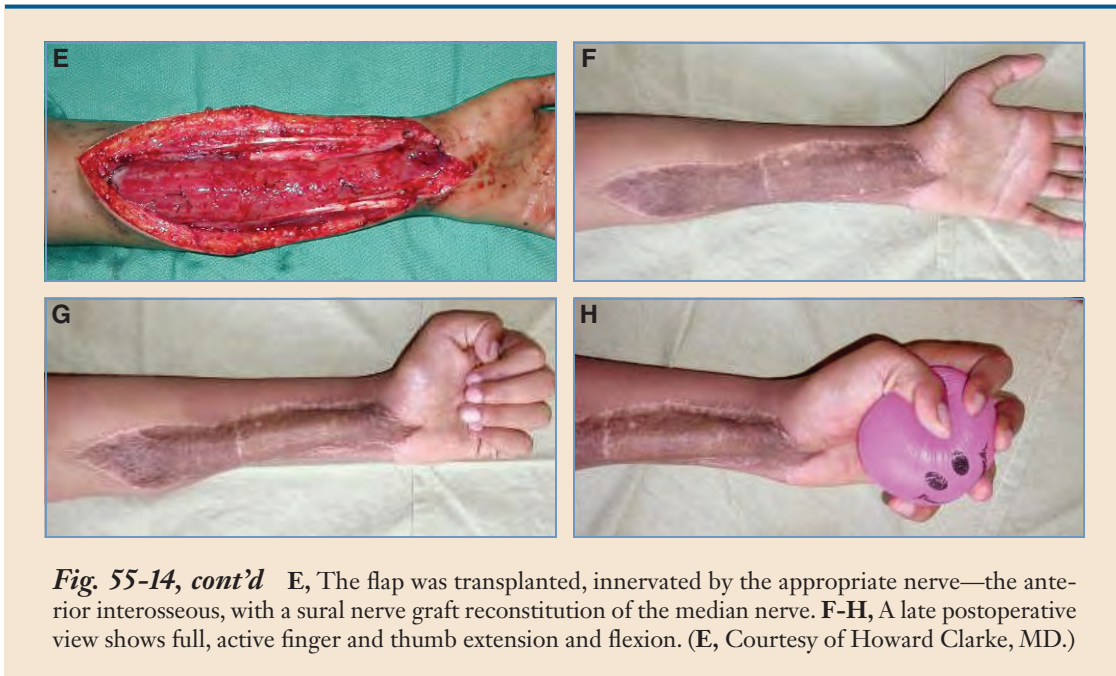 E
F
G
H
Fig. 55-14, cont’d E, The flap was transplanted, innervated by the appropriate nerve—the ante-
rior interosseous, with a sural nerve graft reconstitution of the median nerve. F-H, A late postoperative
view shows full, active finger and thumb extension and flexion. (E, Courtesy of Howard Clarke, MD.)